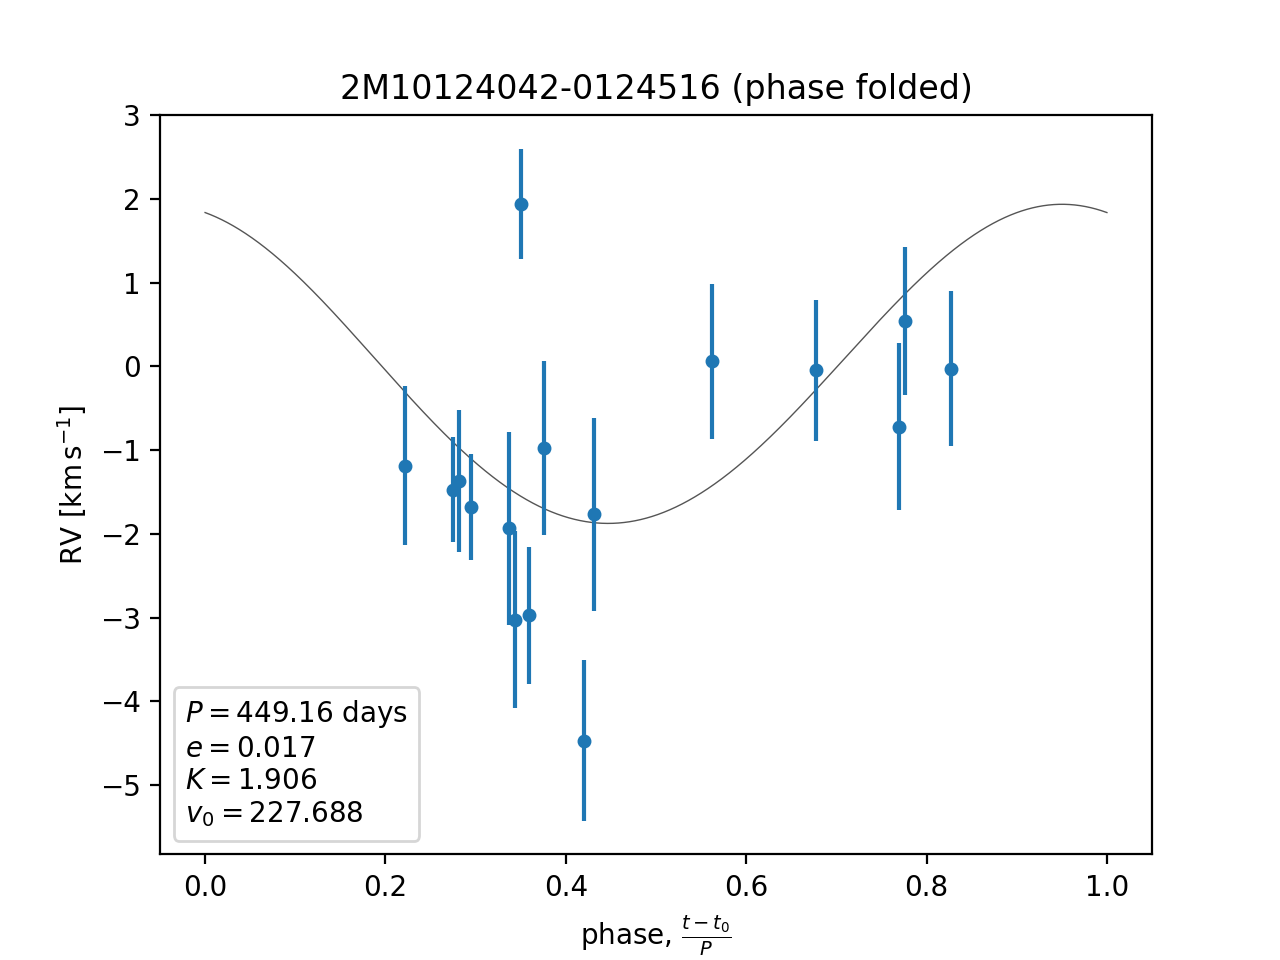 2M10124042-0124516 (phase folded)
3
2
1
0
−1
−2
−3
−4
−5
RV [km s⁻¹]
P = 449.16 days
e = 0.017
K = 1.906
v₀ = 227.688
0.0 0.2 0.4 0.6 0.8 1.0
phase, (t − t₀)/P